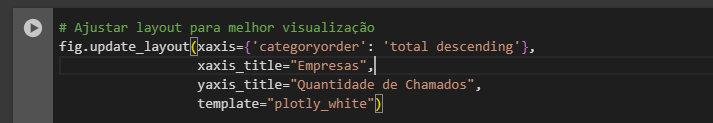 # Ajustar layout para melhor visualização
fig.update_layout(xaxis={'categoryorder': 'total descending'},
xaxis_title="Empresas",
yaxis_title="Quantidade de Chamados",
template="plotly_white")